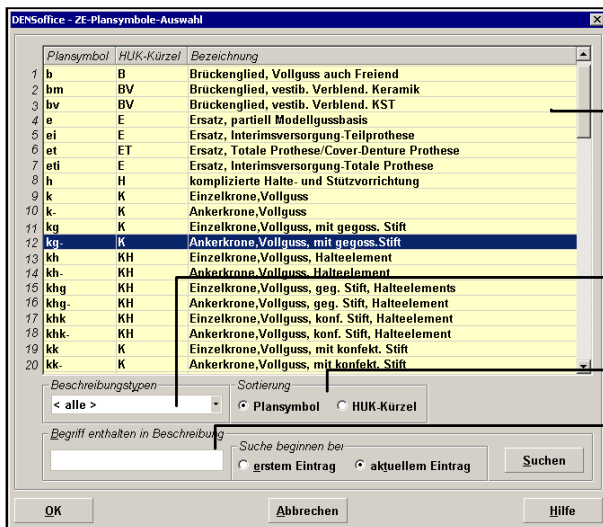 DENSoffice - ZE-Plansymbole-Auswahl
Plansymbol HUK-Kürzel Bezeichnung
1 b B Brückenglied, Vollguss auch Freiend
2 bm BV Brückenglied, vestib. Verblend. Keramik
3 bv BV Brückenglied, vestib. Verblend. KST
4 e E Ersatz, partiell Modellgussbasis
5 ei E Ersatz, Interimsversorgung-Teilprothese
6 et ET Ersatz, Totale Prothese/Cover-Denture Prothese
7 eti E Ersatz, Interimsversorgung-Totale Prothese
8 h H komplizierte Halte- und Stützvorrichtung
9 k K Einzelkrone,Vollguss
10 k- K Ankerkrone,Vollguss
11 kg K Einzelkrone,Vollguss, mit gegoss. Stift
12 kg- K Ankerkrone,Vollguss, mit gegoss.Stift
13 kh KH Einzelkrone,Vollguss, Halteelement
14 kh- KH Ankerkrone,Vollguss, Halteelement
15 khg KH Einzelkrone,Vollguss, geg. Stift, Halteelements
16 khg- KH Ankerkrone,Vollguss, geg. Stift, Halteelement
17 khk KH Einzelkrone,Vollguss, konf. Stift, Halteelement
18 khk- KH Ankerkrone,Vollguss, konf. Stift, Halteelement
19 kk K Einzelkrone,Vollguss, mit konfekt. Stift
20 kk- K Ankerkrone,Vollguss, mit konfekt. Stift
Beschreibungstypen Sortierung
< alle > Plansymbol HUK-Kürzel
Begriff enthalten in Beschreibung
Suche beginnen bei
erstem Eintrag aktuellem Eintrag Suchen
OK Abbrechen Hilfe